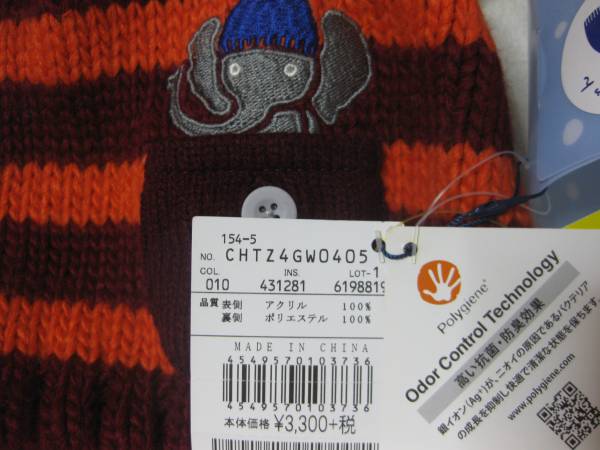 154-5
NO. CHTZ4GW0405
COL. INS. LOT-1
010 431281 6198819
品質 表側 アクリル 100%
裏側 ポリエステル 100%
MADE IN CHINA
4549570103736
4549570103736
本体価格 ¥3,300+税
Polygiene®
Odor Control Technology
高い抗菌・防臭効果
銀イオン(Ag+)が、ニオイの原因であるバクテリア
の成長を抑制し快適で清潔な状態を保ちます。
www.polygiene.com